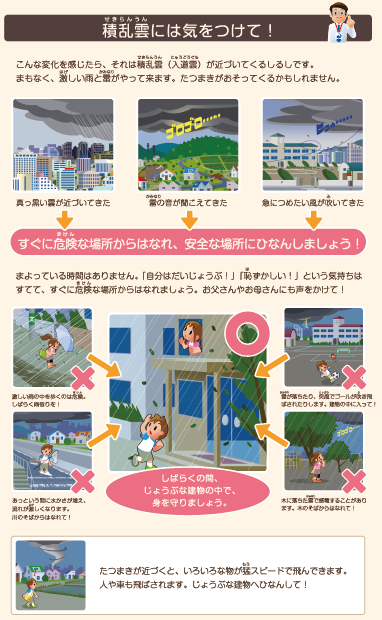 積乱雲には気をつけて！
こんな変化を感じたら、それは積乱雲（入道雲）が近づいてくるしるしです。
まもなく、激しい雨と雷がやって来ます。たつまきがおそってくるかもしれません。
ゴロゴロ……
真っ黒い雲が近づいてきた
雷の音が聞こえてきた
急につめたい風が吹いてきた
すぐに危険な場所からはなれ、安全な場所にひなんしましょう！
まよっている時間はありません。「自分はだいじょうぶ！」「恥ずかしい！」という気持ちは
すてて、すぐに危険な場所からはなれましょう。お父さんやお母さんにも声をかけて！
激しい雨の中を歩くのは危険。
しばらく雨宿りを！
雷が落ちたり、突風でゴールが吹き飛
ばされたりします。建物の中に入って！
あっという間に水かさが増え、
流れが激しくなります。
川のそばからはなれて！
しばらくの間、
じょうぶな建物の中で、
身を守りましょう。
ゴロゴロ…
木に落ちた雷で感電することがあり
ます。木のそばからはなれて！
たつまきが近づくと、いろいろな物が猛スピードで飛んできます。
人や車も飛ばされます。じょうぶな建物へひなんして！